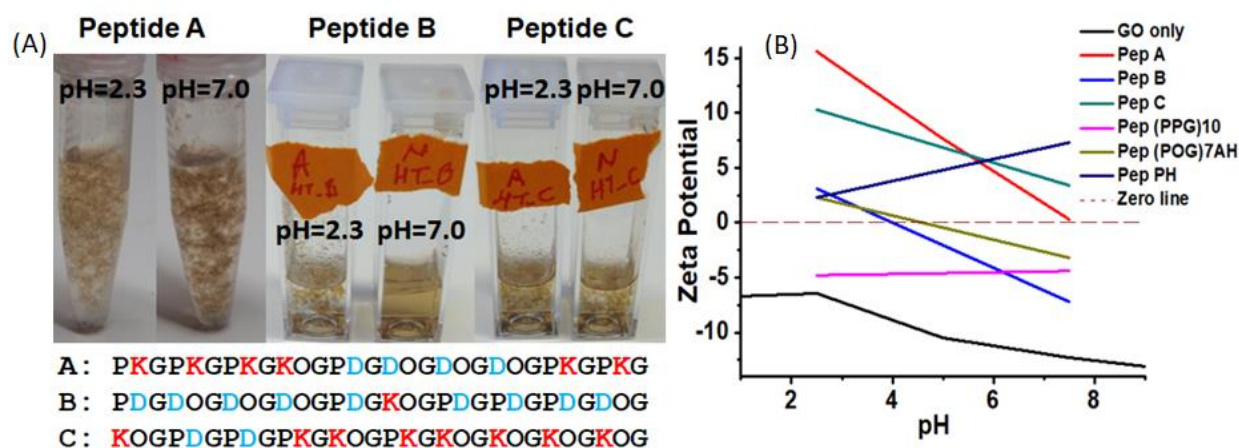 (A)
Peptide A Peptide B Peptide C
pH=2.3 pH=7.0
pH=2.3 pH=7.0
A
HT_B
N
HT_B
A
HT_C
N
HT_C
pH=2.3 pH=7.0
A: PKGPKGPKGKOGPDGDOGDOGDOGPKGPKG
B: PDGDOGDOGDOGPDGKOGPDGPDGPDGDOG
C: KOGPDGPDGPKGKOGPKGKOGKOGKOGKOG
(B)
GO only
Pep A
Pep B
Pep C
Pep (PPG)10
Pep (POG)7AH
Pep PH
Zero line
Zeta Potential
15
10
5
0
-5
-10
2 4 6 8
pH